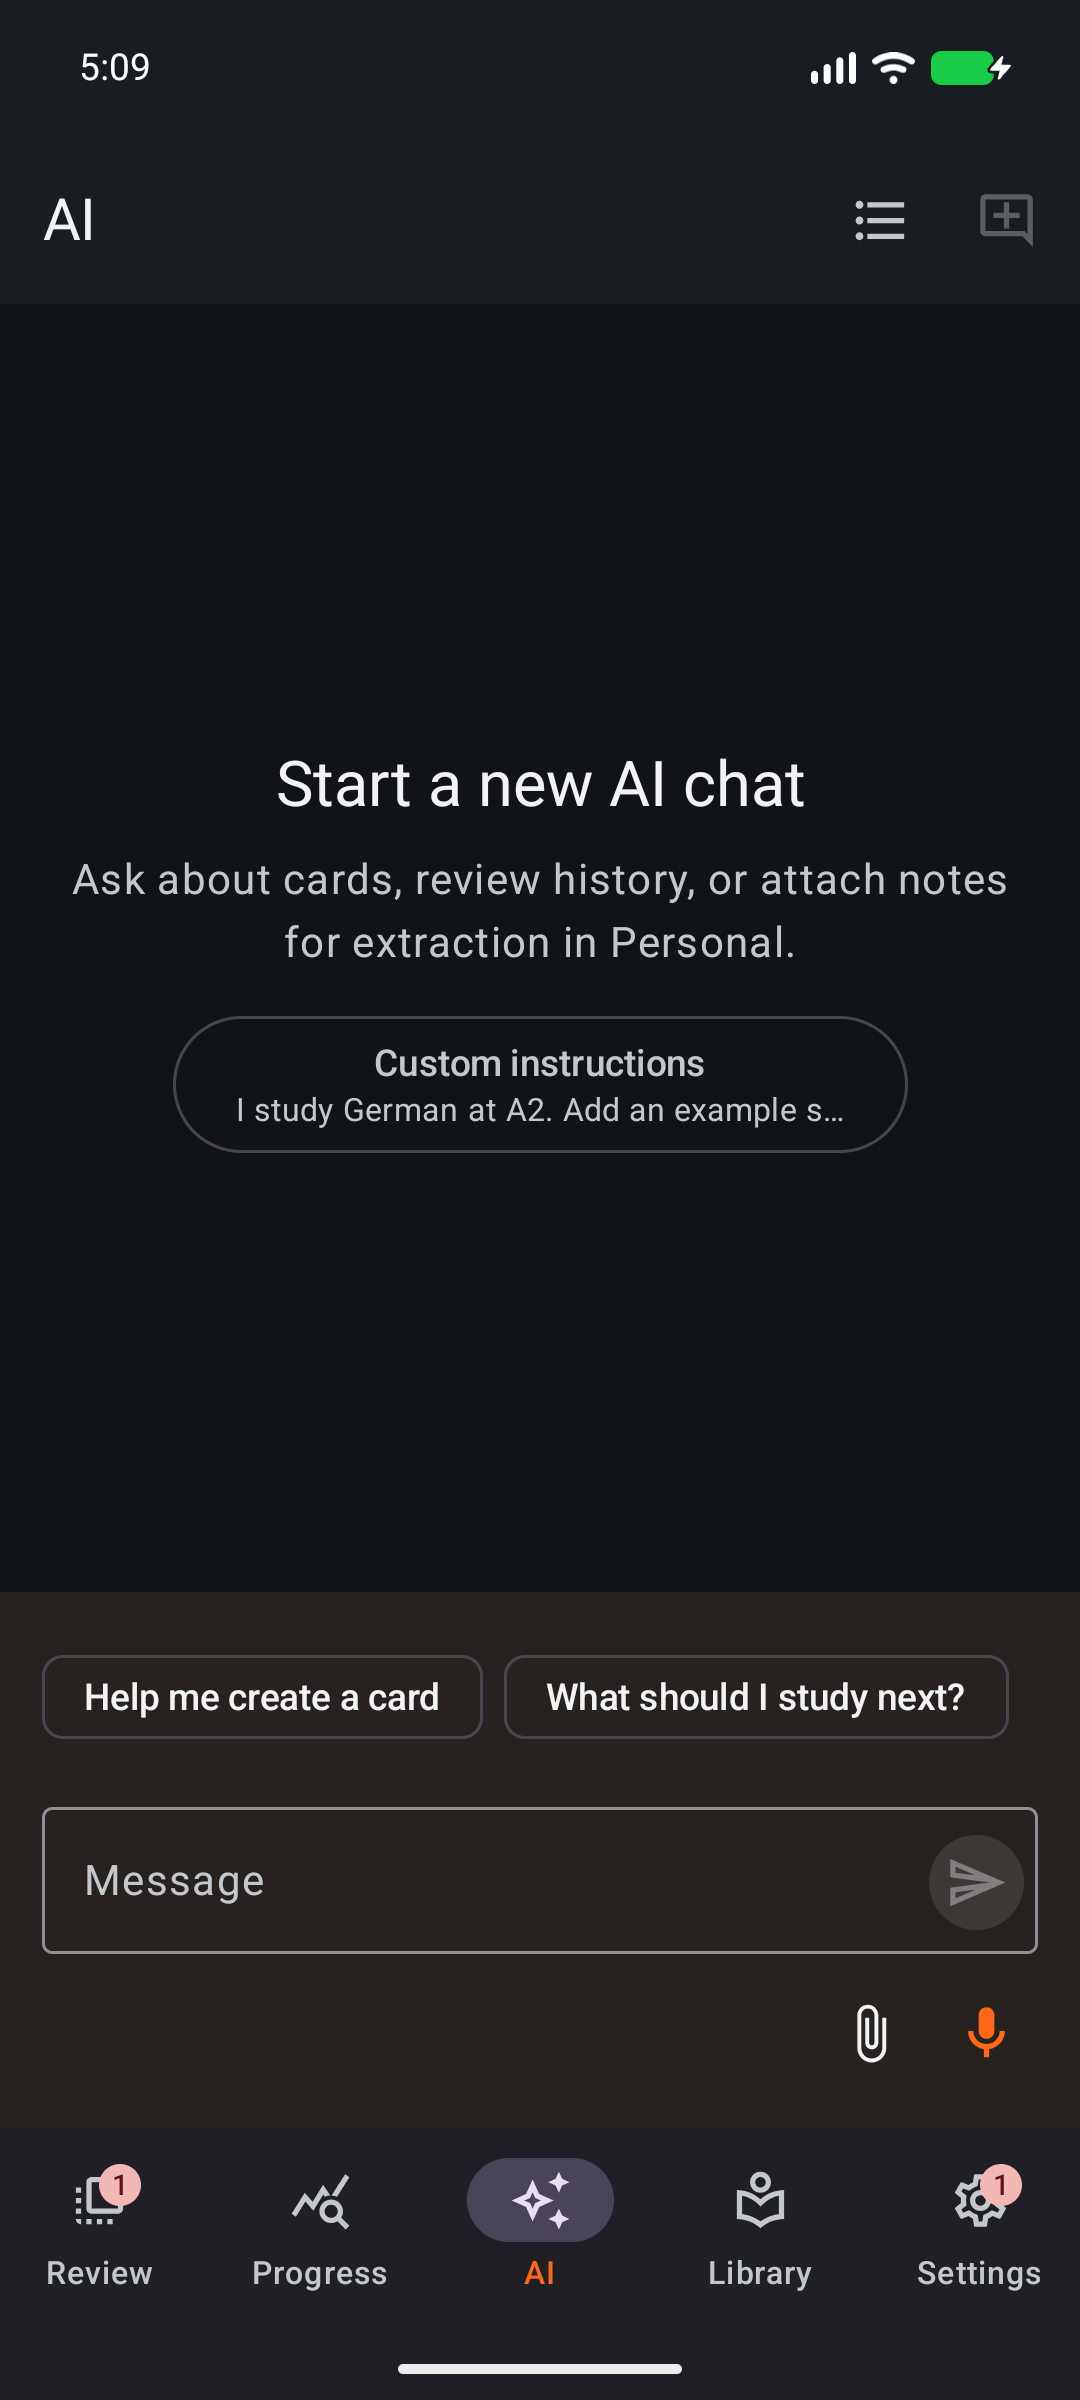 5:09
AI
Start a new AI chat
Ask about cards, review history, or attach notes
for extraction in Personal.
Custom instructions
I study German at A2. Add an example s…
Help me create a card
What should I study next?
Message
1
1
Review
Progress
AI
Library
Settings